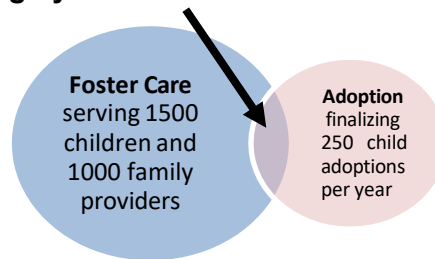 Foster Care
serving 1500
children and
1000 family
providers
Adoption
finalizing
250 child
adoptions
per year